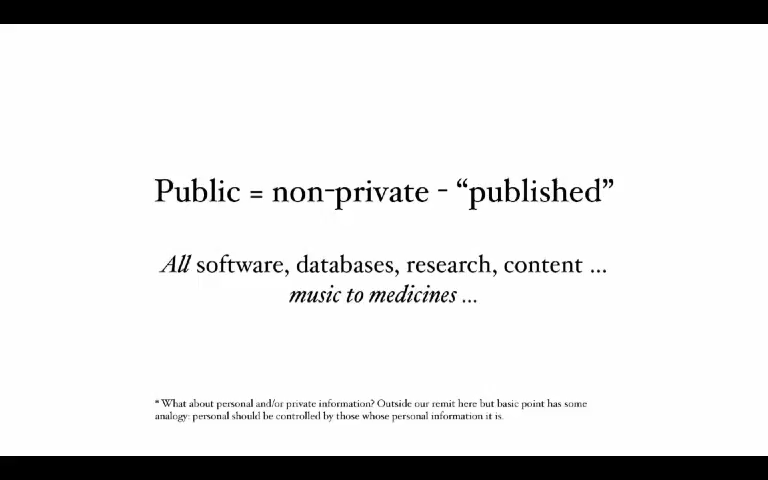 Public = non-private - “published”
All software, databases, research, content ...
music to medicines ...
* What about personal and/or private information? Outside our remit here but basic point has some
analogy: personal should be controlled by those whose personal information it is.